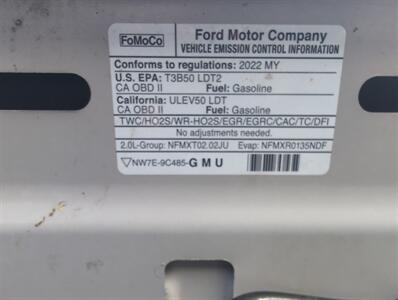 FoMoCo
Ford Motor Company
VEHICLE EMISSION CONTROL INFORMATION
Conforms to regulations: 2022 MY
U.S. EPA: T3B50 LDT2
CA OBD II Fuel: Gasoline
California: ULEV50 LDT
CA OBD II Fuel: Gasoline
TWC/HO2S/WR-HO2S/EGR/EGRC/CAC/TC/DFI
No adjustments needed.
2.0L-Group: NFMXT02.02JU Evap: NFMXR0135NDF
NW7E-9C485-GMU